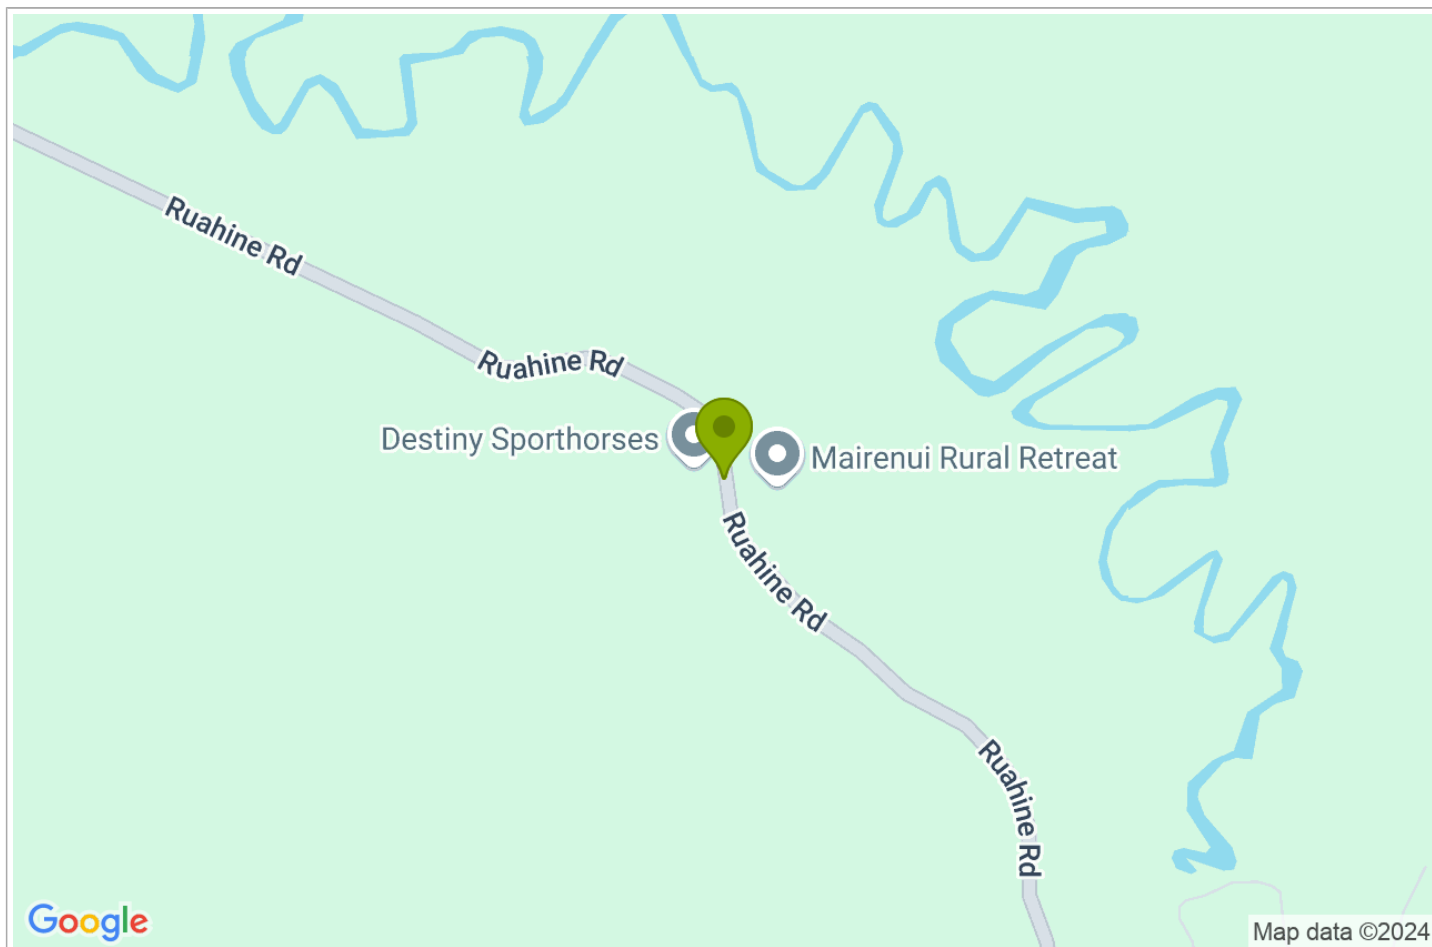 Ruahine Rd
Ruahine Rd
Destiny Sporthorses
Mairenui Rural Retreat
Ruahine Rd
Ruahine Rd
Google
Map data ©2024